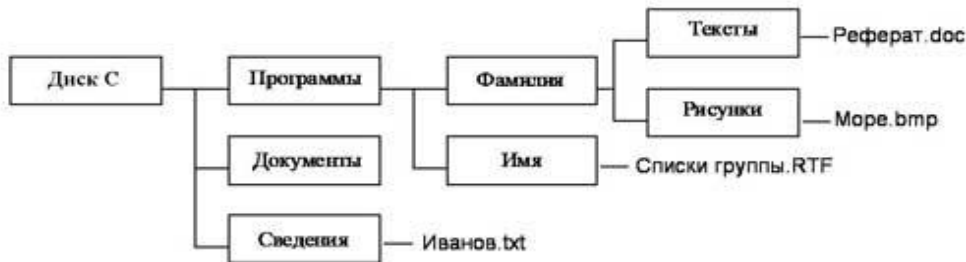 Тексты
Реферат.doc
Диск С
Программы
Фамилия
Рисунки
Море.bmp
Документы
Имя
Списки группы.RTF
Сведения
Иванов.txt